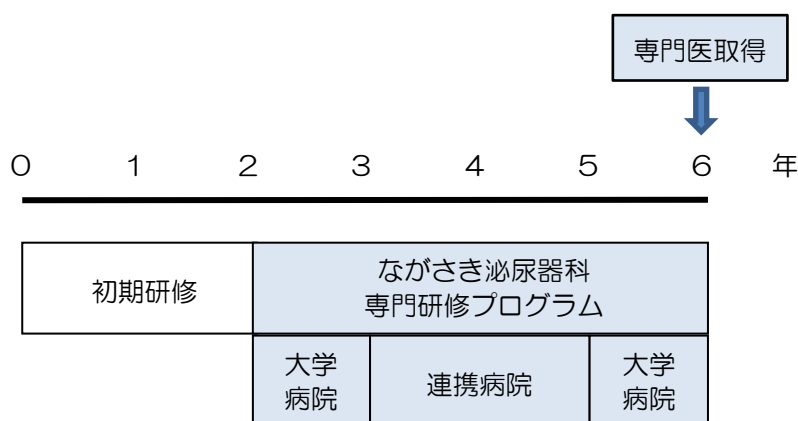 専門医取得
0 1 2 3 4 5 6 年
初期研修
ながさき泌尿器科
専門研修プログラム
大学
病院
連携病院
大学
病院